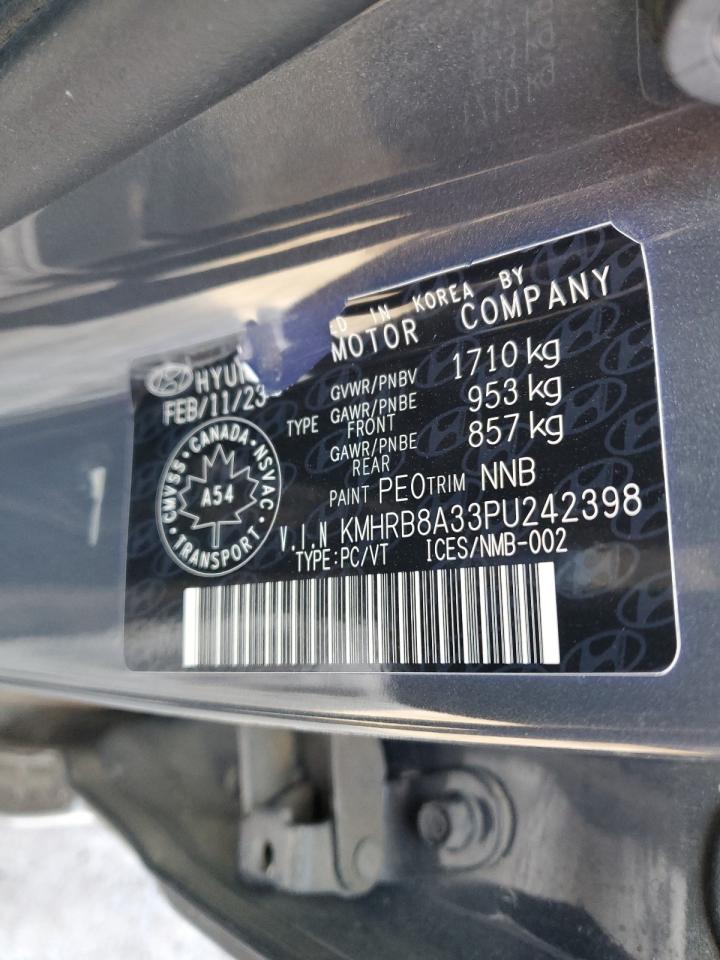 IN KOREA BY
MOTOR COMPANY
FEB/11/23
TYPE
GVWR/PNBV 1710 kg
GAWR/PNBE FRONT 953 kg
GAWR/PNBE REAR 857 kg
PAINT PE0 TRIM NNB
CMVSS · CANADA · NSVAC
A54
TRANSPORT
V.I.N KMHRB8A33PU242398
TYPE:PC/VT ICES/NMB-002